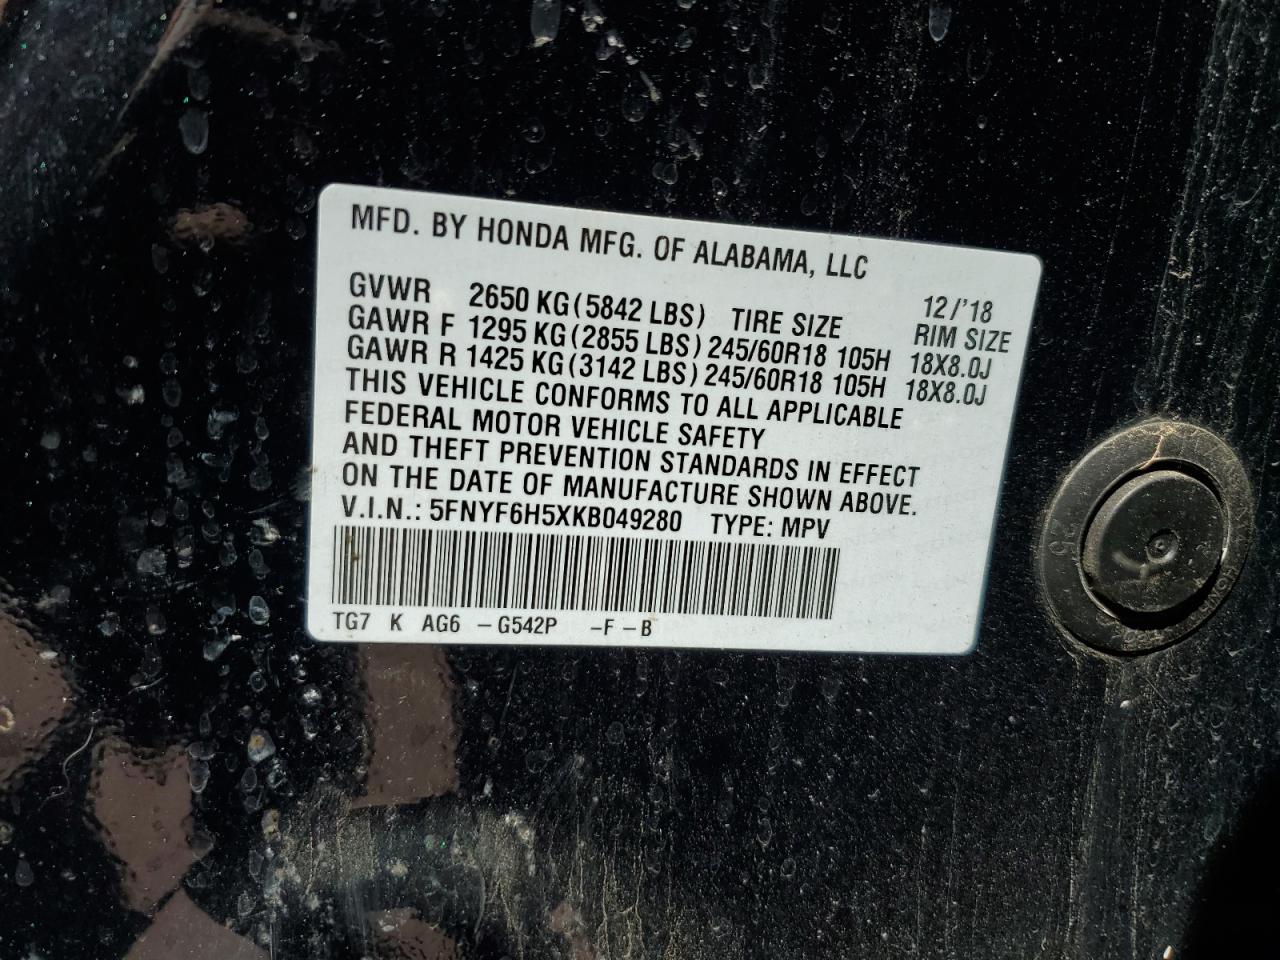 MFD. BY HONDA MFG. OF ALABAMA, LLC
12/'18
GVWR 2650 KG(5842 LBS) TIRE SIZE RIM SIZE
GAWR F 1295 KG(2855 LBS) 245/60R18 105H 18X8.0J
GAWR R 1425 KG(3142 LBS) 245/60R18 105H 18X8.0J
THIS VEHICLE CONFORMS TO ALL APPLICABLE
FEDERAL MOTOR VEHICLE SAFETY
AND THEFT PREVENTION STANDARDS IN EFFECT
ON THE DATE OF MANUFACTURE SHOWN ABOVE.
V.I.N.: 5FNYF6H5XKB049280 TYPE: MPV
TG7 K AG6 -G542P -F-B